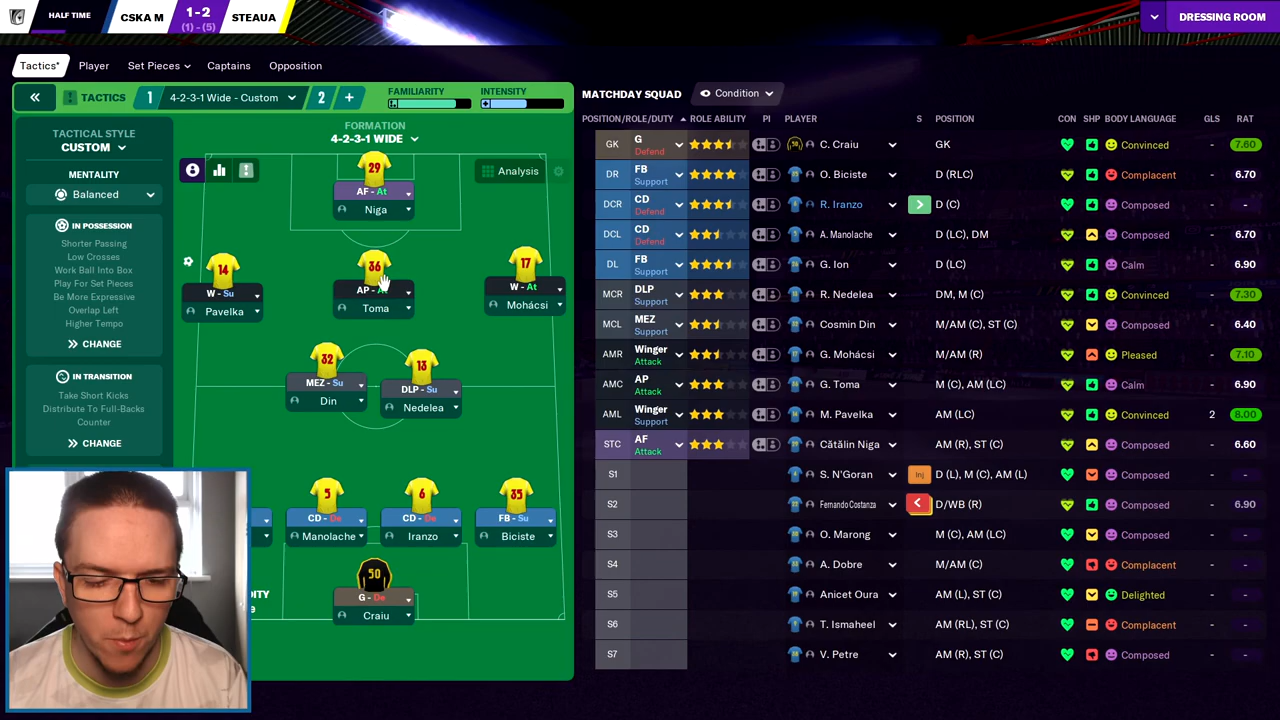 HALF TIME
CSKA M
1-2
(1) - (5)
STEAUA
DRESSING ROOM
Tactics*
Player
Set Pieces
Captains
Opposition
TACTICS
1
4-2-3-1 Wide - Custom
2
+
FAMILIARITY
INTENSITY
TACTICAL STYLE
CUSTOM
MENTALITY
Balanced
IN POSSESSION
Shorter Passing
Low Crosses
Work Ball Into Box
Play For Set Pieces
Be More Expressive
Overlap Left
Higher Tempo
CHANGE
IN TRANSITION
Take Short Kicks
Distribute To Full-Backs
Counter
CHANGE
FORMATION
4-2-3-1 WIDE
Analysis
29
AF - At
Niga
14
W - Su
Pavelka
36
AP - At
Toma
17
W - At
Mohácsi
32
MEZ - Su
Din
13
DLP - Su
Nedelea
5
CD - De
Manolache
6
CD - De
Iranzo
35
FB - Su
Biciste
50
G - De
Craiu
MATCHDAY SQUAD
Condition
POSITION/ROLE/DUTY ROLE ABILITY PI PLAYER S POSITION CON SHP BODY LANGUAGE GLS RAT
GK G Defend C. Craiu GK Convinced - 7.60
DR FB Support O. Biciste D (RLC) Complacent - 6.70
DCR CD Defend R. Iranzo D (C) Composed - -
DCL CD Defend A. Manolache D (LC), DM Composed - 6.70
DL FB Support G. Ion D (LC) Calm - 6.90
MCR DLP Support R. Nedelea DM, M (C) Convinced - 7.30
MCL MEZ Support Cosmin Din M/AM (C), ST (C) Composed - 6.40
AMR Winger Attack G. Mohácsi M/AM (R) Pleased - 7.10
AMC AP Attack G. Toma M (C), AM (LC) Calm - 6.90
AML Winger Support M. Pavelka AM (LC) Convinced 2 8.00
STC AF Attack Cătălin Niga AM (R), ST (C) Composed - 6.60
S1 S. N'Goran Inj D (L), M (C), AM (L) Composed - -
S2 Fernando Costanza D/WB (R) Composed - 6.90
S3 O. Marong M (C), AM (LC) Composed - -
S4 A. Dobre M/AM (C) Complacent - -
S5 Anicet Oura AM (L), ST (C) Delighted - -
S6 T. Ismaheel AM (RL), ST (C) Complacent - -
S7 V. Petre AM (R), ST (C) Composed - -